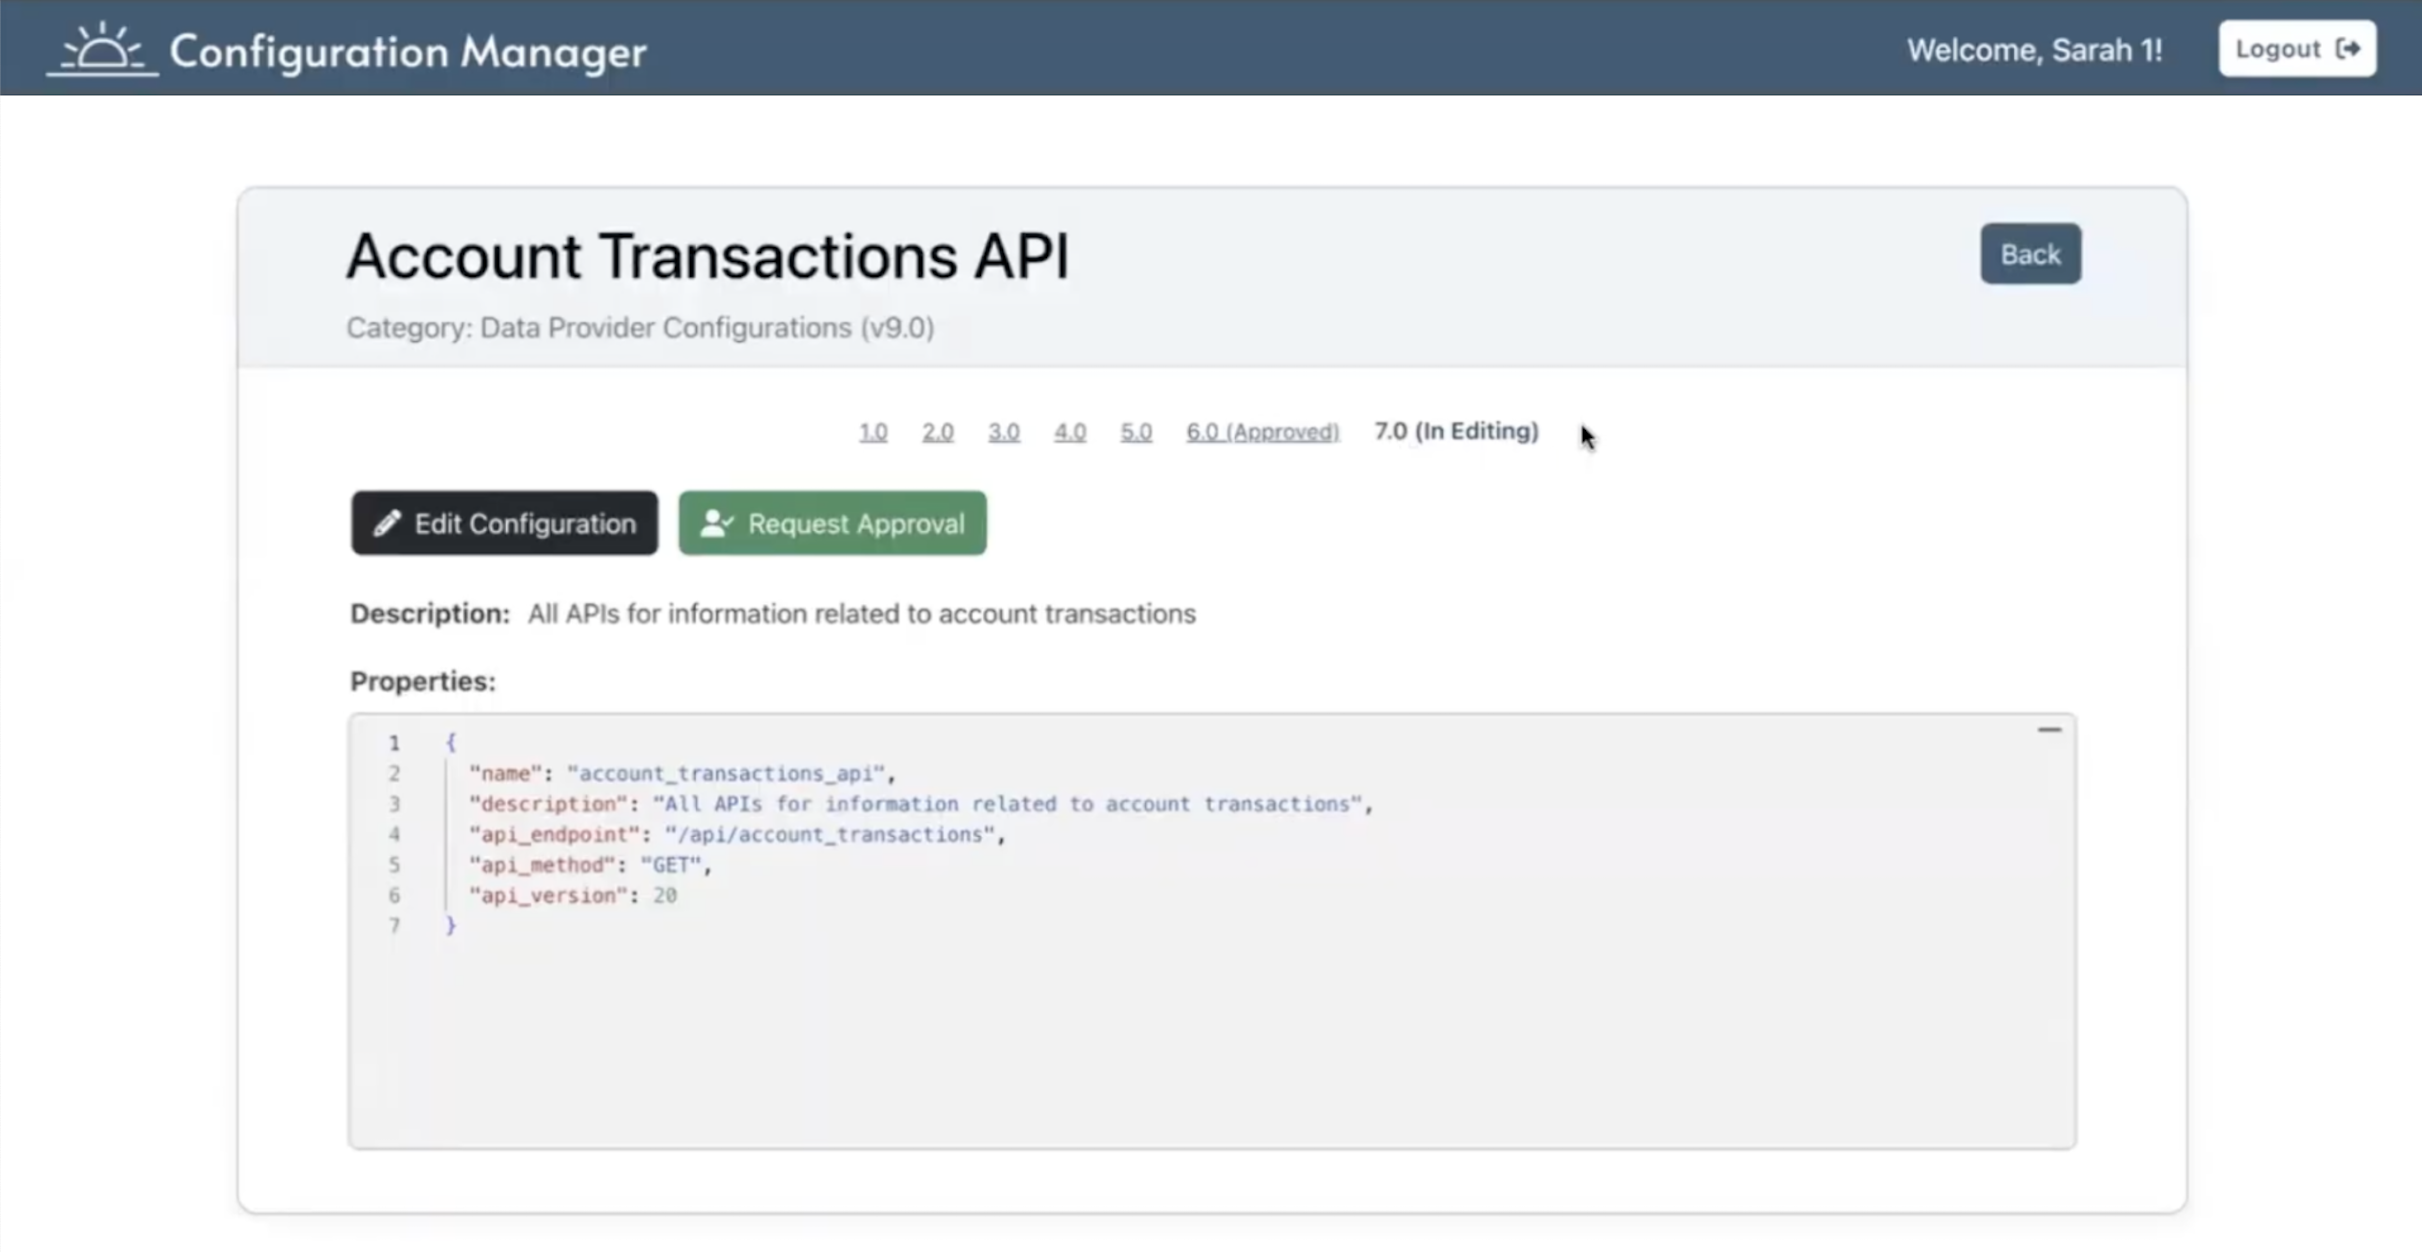 Configuration Manager
Welcome, Sarah 1!
Logout
Account Transactions API
Back
Category: Data Provider Configurations (v9.0)
1.0 2.0 3.0 4.0 5.0 6.0 (Approved) 7.0 (In Editing)
Edit Configuration
Request Approval
Description: All APIs for information related to account transactions
Properties:
1 {
2 "name": "account_transactions_api",
3 "description": "All APIs for information related to account transactions",
4 "api_endpoint": "/api/account_transactions",
5 "api_method": "GET",
6 "api_version": 20
7 }